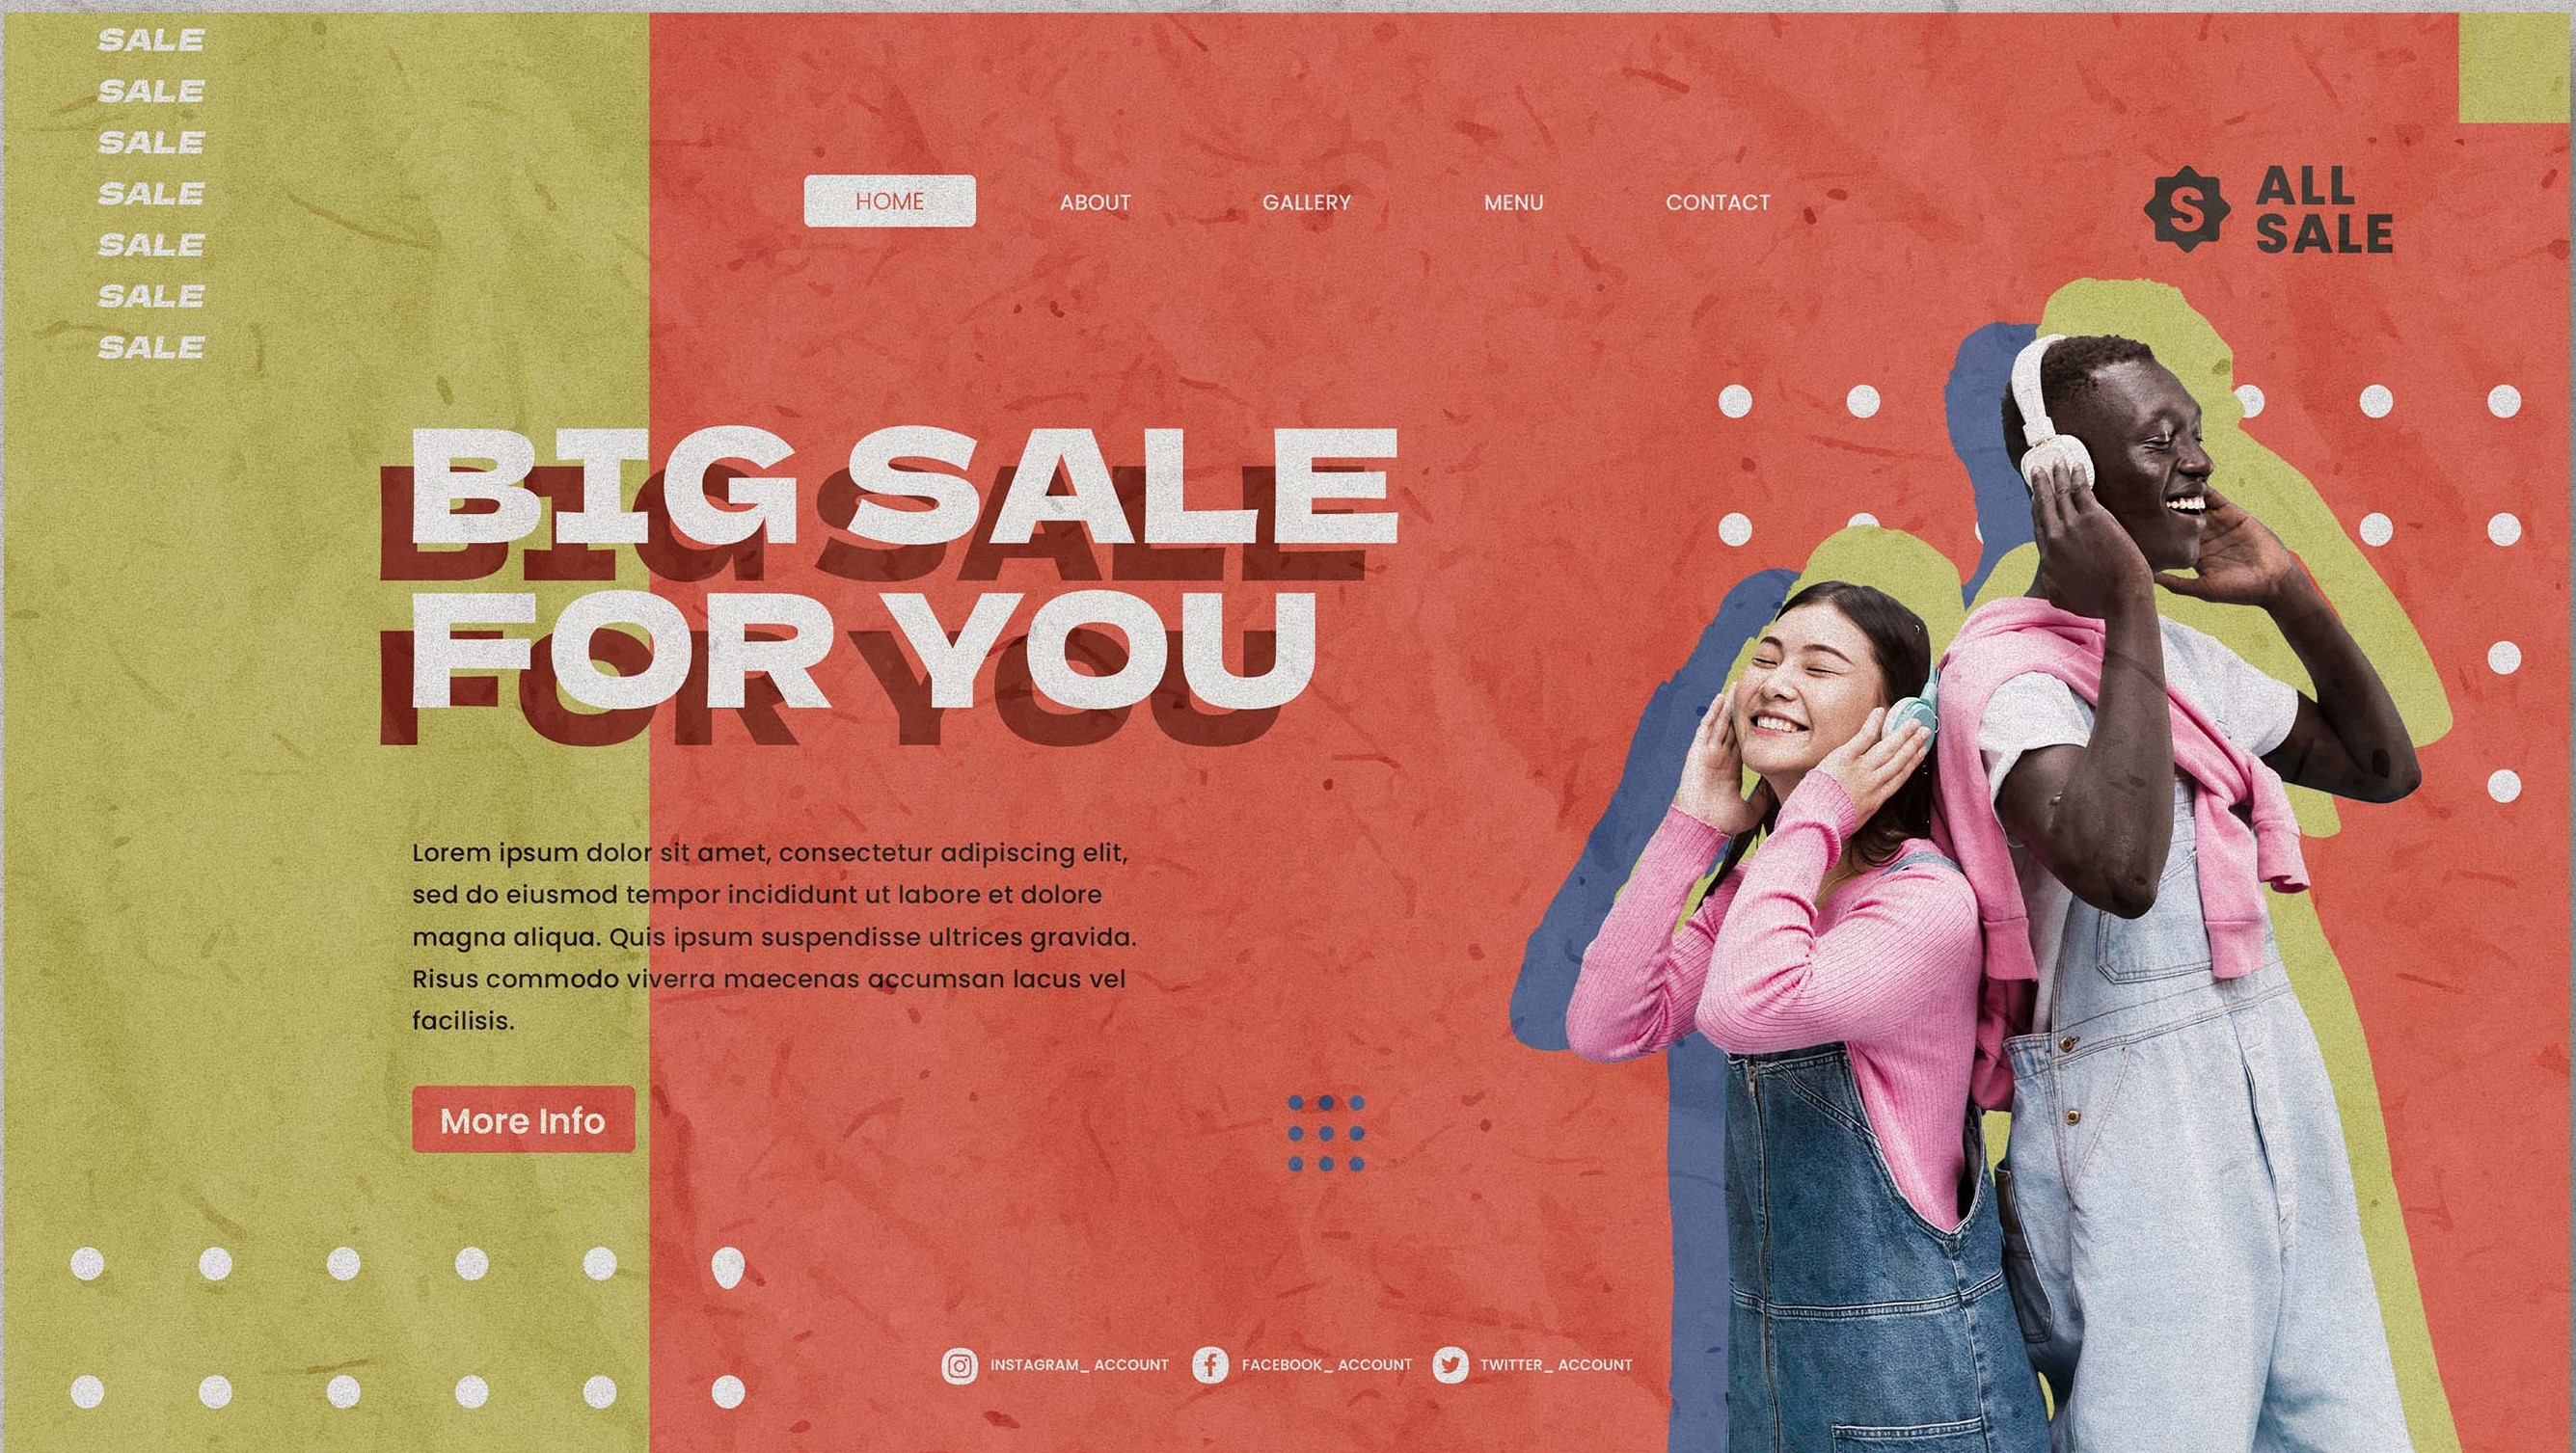 SALE
SALE
SALE
SALE
SALE
SALE
SALE
HOME
ABOUT
GALLERY
MENU
CONTACT
S
ALL
SALE
BIG SALE
FOR YOU
Lorem ipsum dolor sit amet, consectetur adipiscing elit,
sed do eiusmod tempor incididunt ut labore et dolore
magna aliqua. Quis ipsum suspendisse ultrices gravida.
Risus commodo viverra maecenas accumsan lacus vel
facilisis.
More Info
INSTAGRAM_ ACCOUNT
FACEBOOK_ ACCOUNT
TWITTER_ ACCOUNT